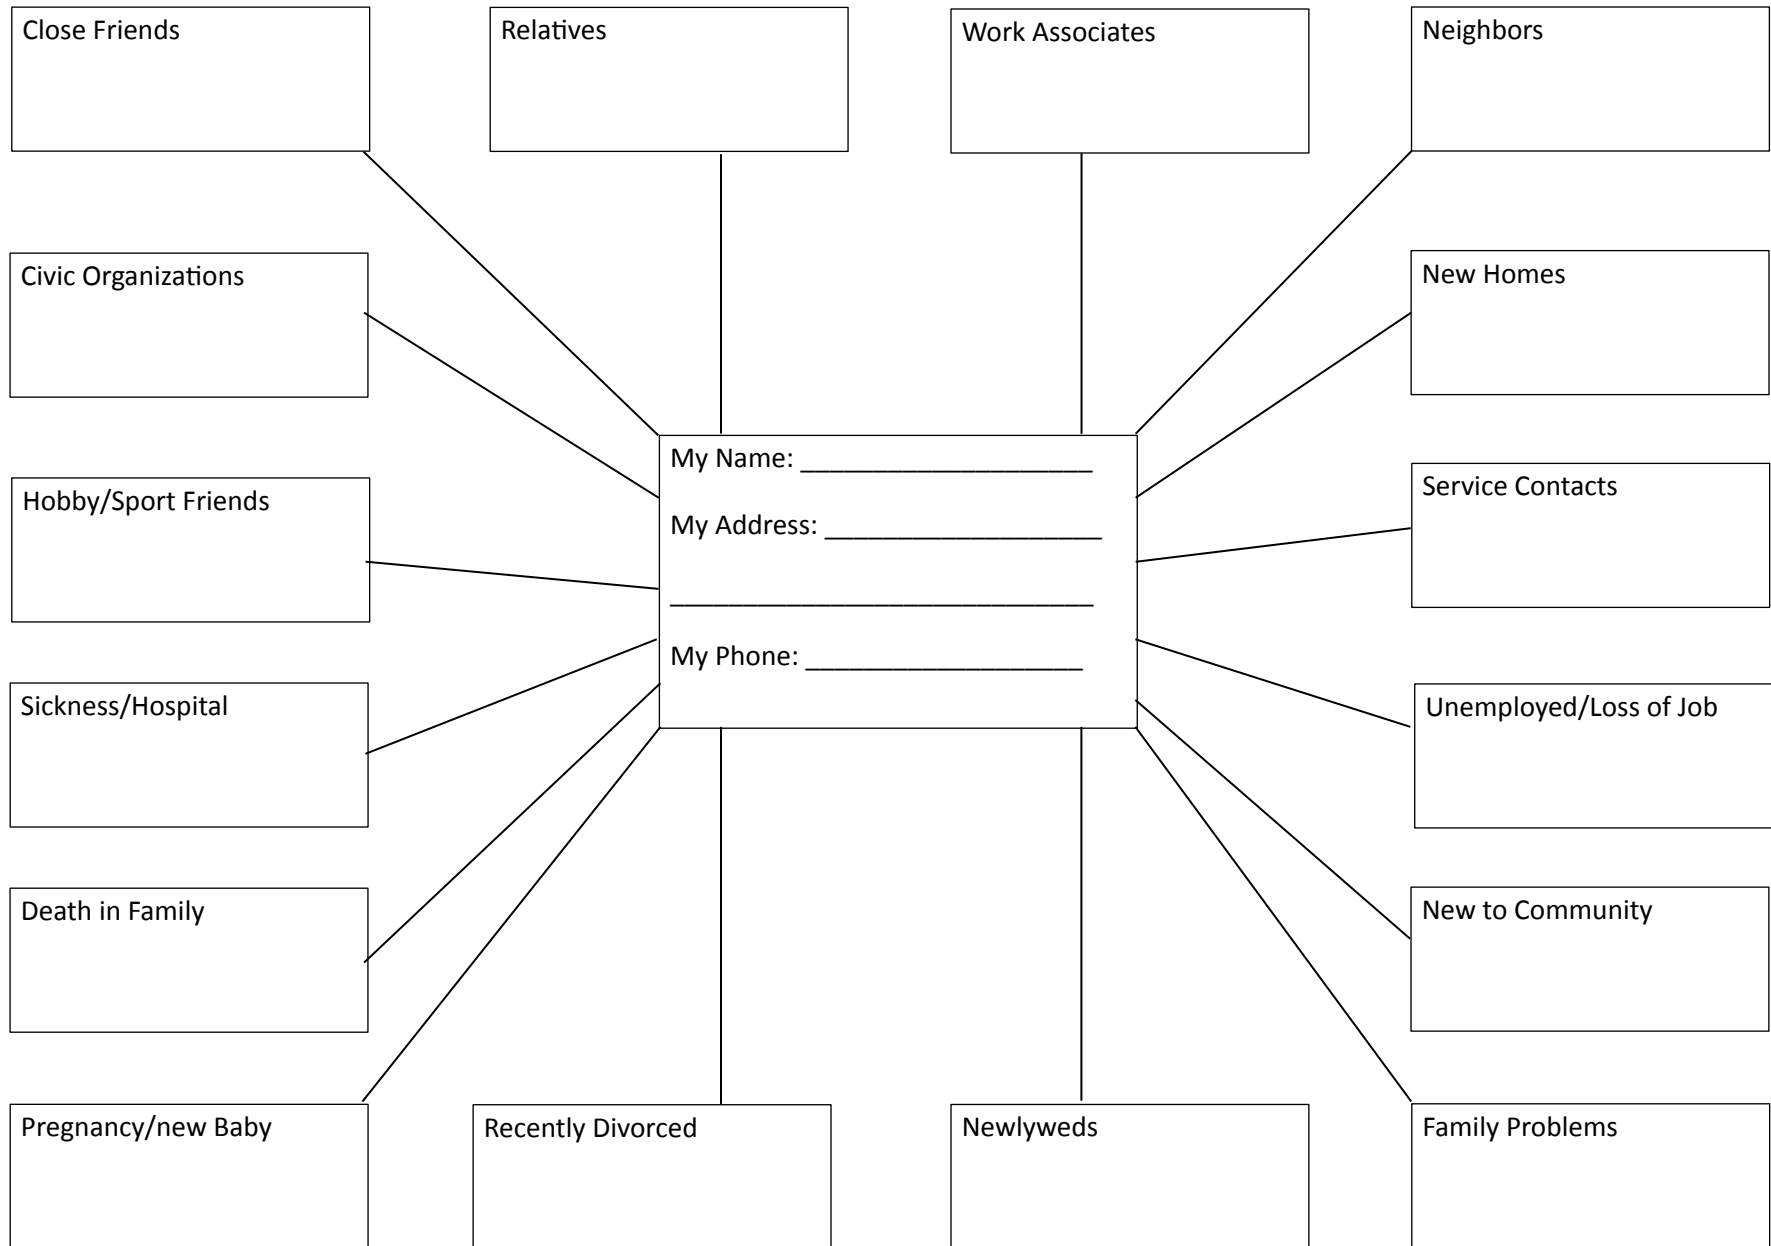 Close Friends
Relatives
Work Associates
Neighbors
Civic Organizations
New Homes
My Name: ____________________
Hobby/Sport Friends
Service Contacts
My Address: ___________________
_____________________________
My Phone: ___________________
Sickness/Hospital
Unemployed/Loss of Job
Death in Family
New to Community
Pregnancy/new Baby
Recently Divorced
Newlyweds
Family Problems